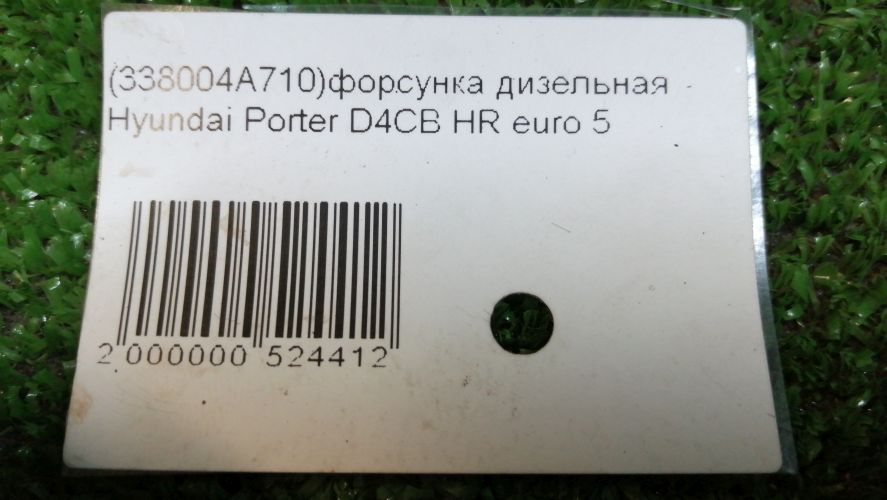 (338004A710)форсунка дизельная
Hyundai Porter D4CB HR euro 5
2 000000 524412